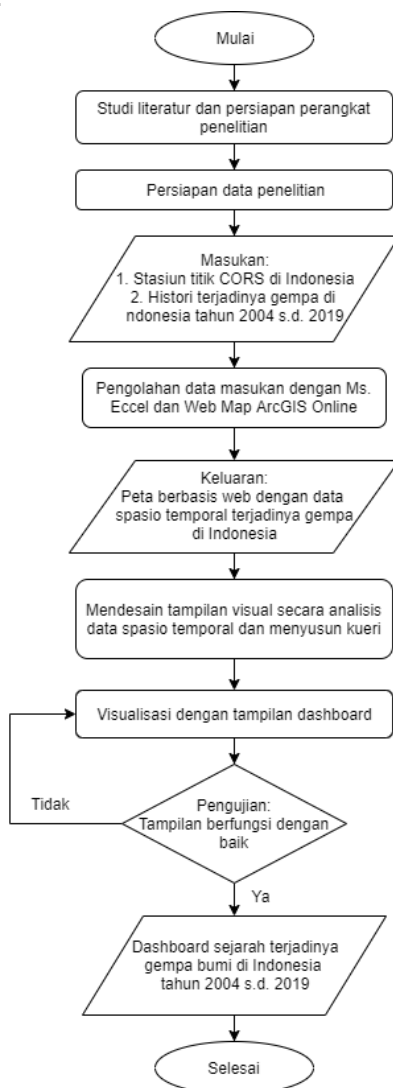 Mulai
Studi literatur dan persiapan perangkat
penelitian
Persiapan data penelitian
Masukan:
1. Stasiun titik CORS di Indonesia
2. Histori terjadinya gempa di
ndonesia tahun 2004 s.d. 2019
Pengolahan data masukan dengan Ms.
Eccel dan Web Map ArcGIS Online
Keluaran:
Peta berbasis web dengan data
spasio temporal terjadinya gempa
di Indonesia
Mendesain tampilan visual secara analisis
data spasio temporal dan menyusun kueri
Visualisasi dengan tampilan dashboard
Tidak
Pengujian:
Tampilan berfungsi dengan
baik
Ya
Dashboard sejarah terjadinya
gempa bumi di Indonesia
tahun 2004 s.d. 2019
Selesai